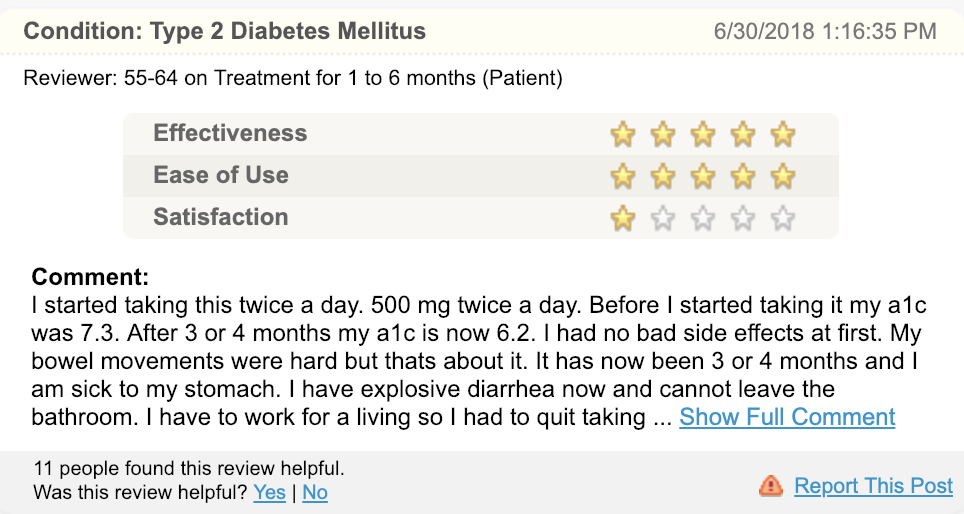 Condition: Type 2 Diabetes Mellitus 6/30/2018 1:16:35 PM
Reviewer: 55-64 on Treatment for 1 to 6 months (Patient)
Effectiveness
Ease of Use
Satisfaction
Comment:
I started taking this twice a day. 500 mg twice a day. Before I started taking it my a1c
was 7.3. After 3 or 4 months my a1c is now 6.2. I had no bad side effects at first. My
bowel movements were hard but thats about it. It has now been 3 or 4 months and I
am sick to my stomach. I have explosive diarrhea now and cannot leave the
bathroom. I have to work for a living so I had to quit taking ... Show Full Comment
11 people found this review helpful.
Was this review helpful? Yes | No
Report This Post